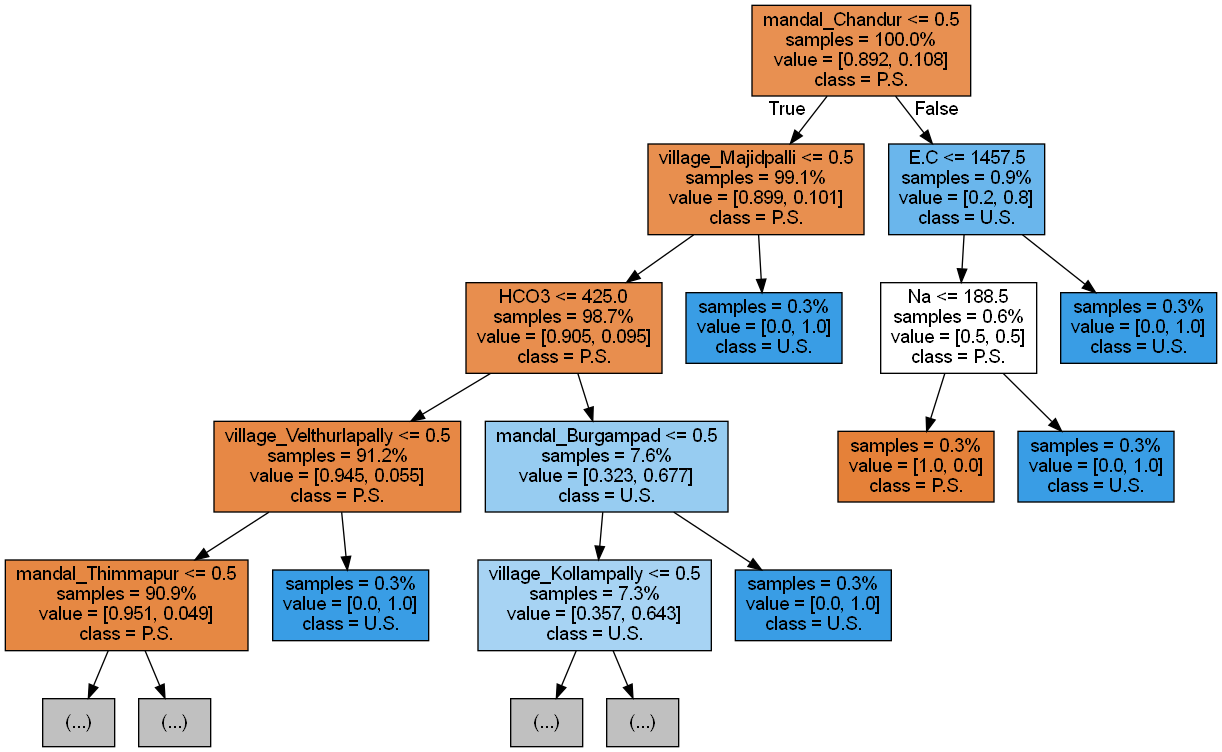 mandal_Chandur <= 0.5
samples = 100.0%
value = [0.892, 0.108]
class = P.S.
True
False
village_Majidpalli <= 0.5
samples = 99.1%
value = [0.899, 0.101]
class = P.S.
E.C <= 1457.5
samples = 0.9%
value = [0.2, 0.8]
class = U.S.
HCO3 <= 425.0
samples = 98.7%
value = [0.905, 0.095]
class = P.S.
samples = 0.3%
value = [0.0, 1.0]
class = U.S.
Na <= 188.5
samples = 0.6%
value = [0.5, 0.5]
class = P.S.
samples = 0.3%
value = [0.0, 1.0]
class = U.S.
village_Velthurlapally <= 0.5
samples = 91.2%
value = [0.945, 0.055]
class = P.S.
mandal_Burgampad <= 0.5
samples = 7.6%
value = [0.323, 0.677]
class = U.S.
samples = 0.3%
value = [1.0, 0.0]
class = P.S.
samples = 0.3%
value = [0.0, 1.0]
class = U.S.
mandal_Thimmapur <= 0.5
samples = 90.9%
value = [0.951, 0.049]
class = P.S.
samples = 0.3%
value = [0.0, 1.0]
class = U.S.
village_Kollampally <= 0.5
samples = 7.3%
value = [0.357, 0.643]
class = U.S.
samples = 0.3%
value = [0.0, 1.0]
class = U.S.
(...)
(...)
(...)
(...)